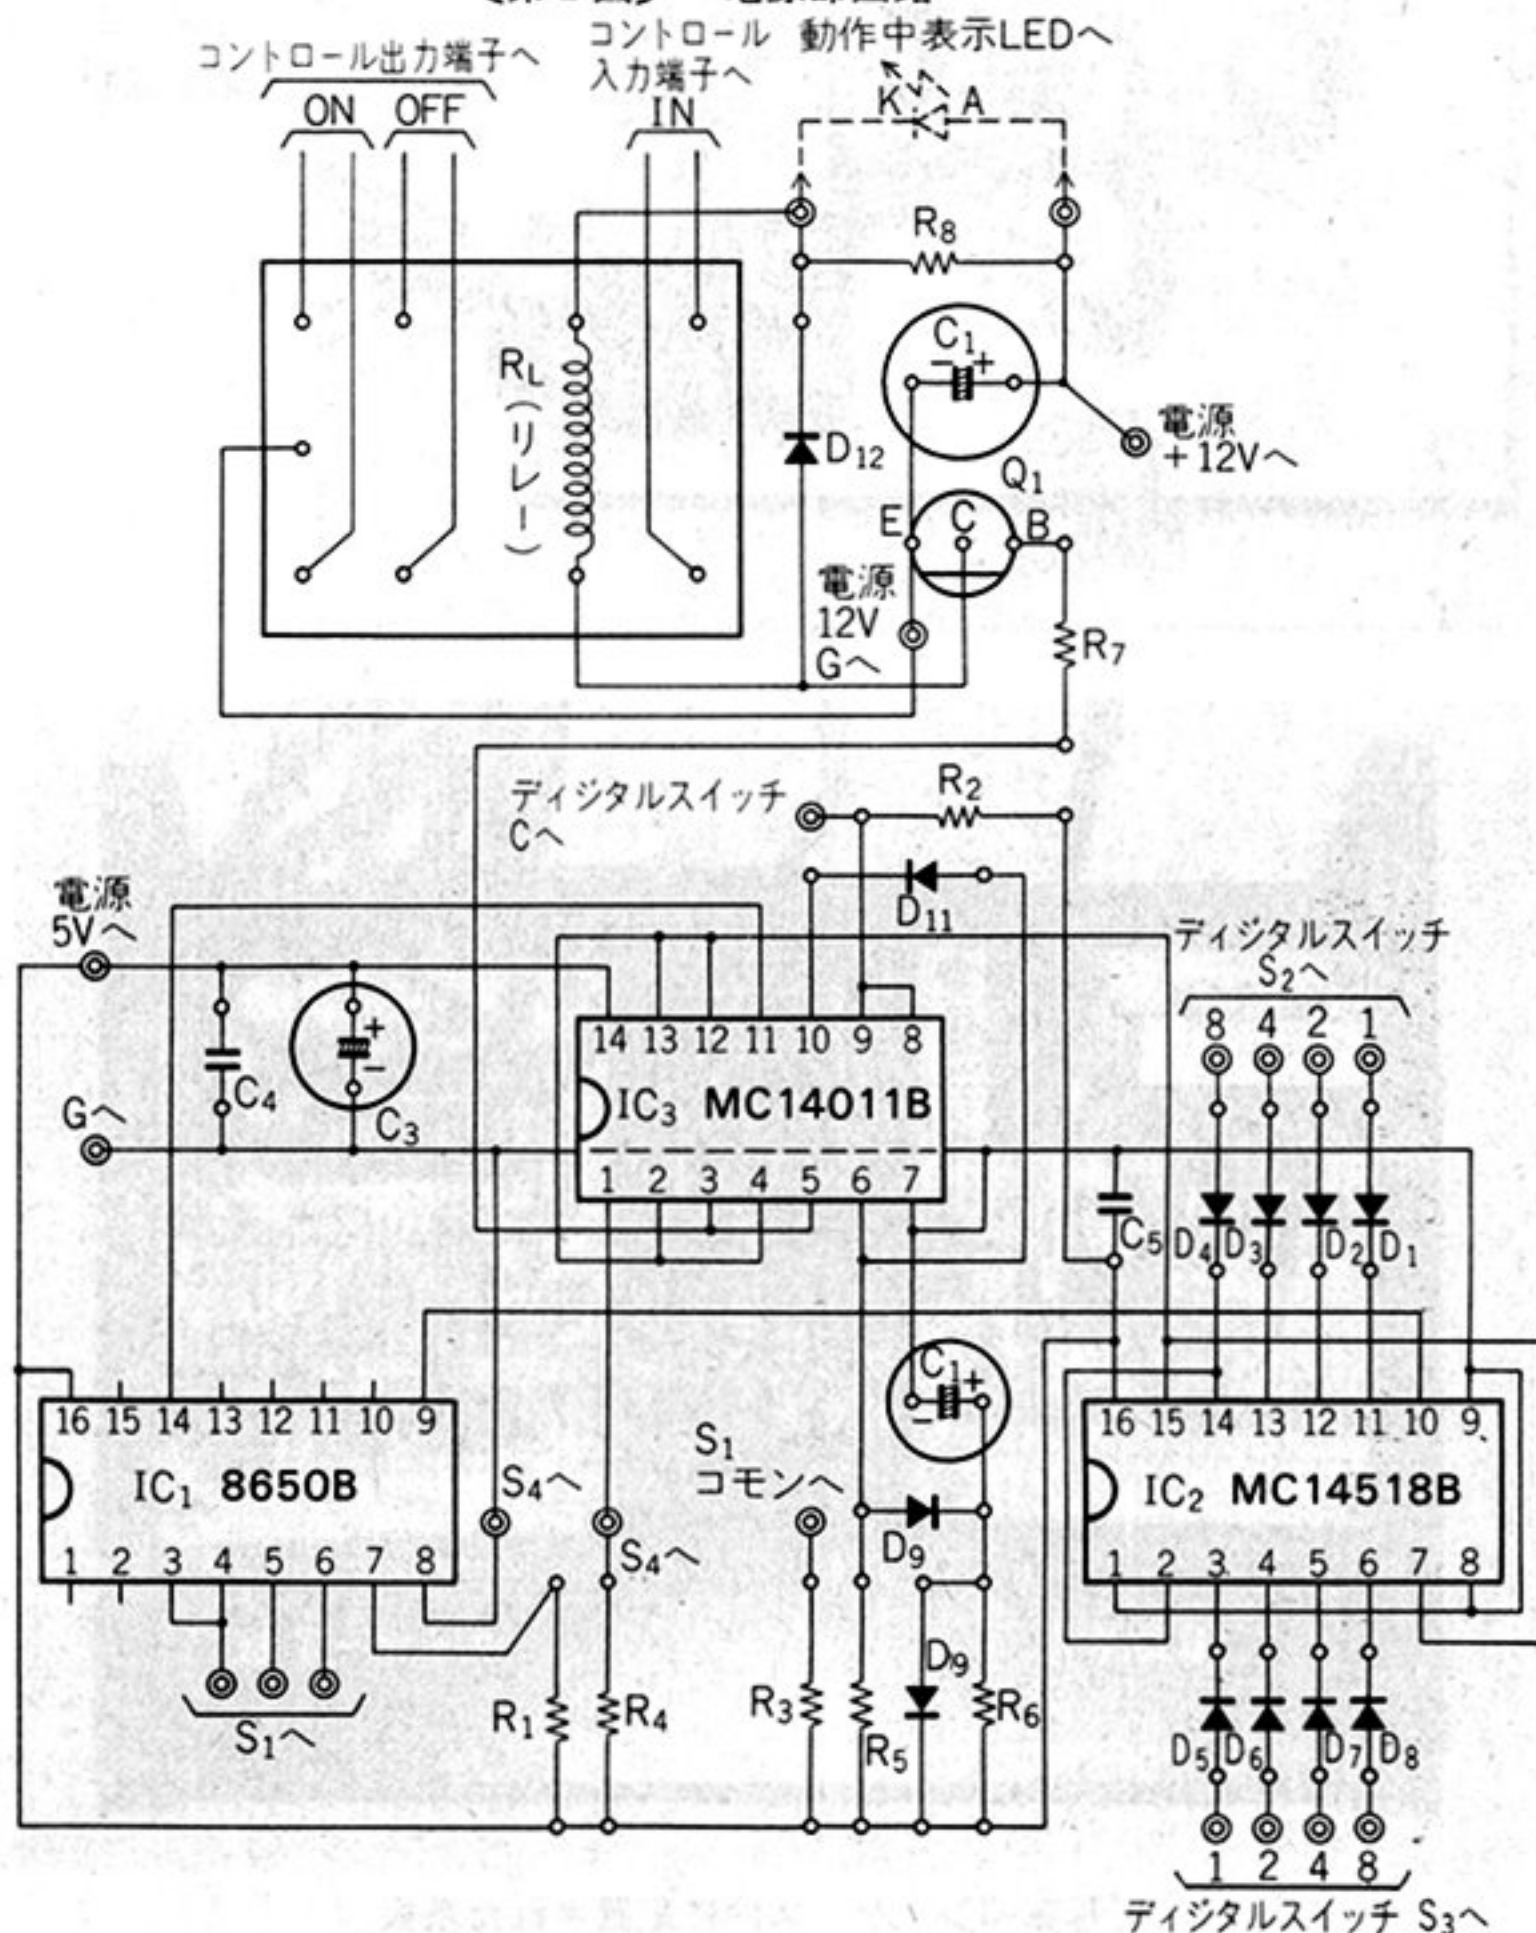 コントロール出力端子へ
ON OFF
コントロール
入力端子へ
IN
動作中表示LEDへ
K A
R8
C1
- +
RL
(リレー)
D12
電源
+12Vへ
Q1
E C B
電源
12V
Gへ
R7
ディジタルスイッチ
Cへ
R2
D11
電源
5Vへ
ディジタルスイッチ
S2へ
8 4 2 1
14 13 12 11 10 9 8
IC3 MC14011B
1 2 3 4 5 6 7
C4
+
-
C3
Gへ
C5 D4 D3 D2 D1
C1
- +
16 15 14 13 12 11 10 9
IC1 8650B
1 2 3 4 5 6 7 8
S4へ
S4へ
S1
コモンへ
D9
16 15 14 13 12 11 10 9
IC2 MC14518B
1 2 3 4 5 6 7 8
S1へ
R1 R4 R3 R5 D9 R6
D5 D6 D7 D8
1 2 4 8
ディジタルスイッチ S3へ